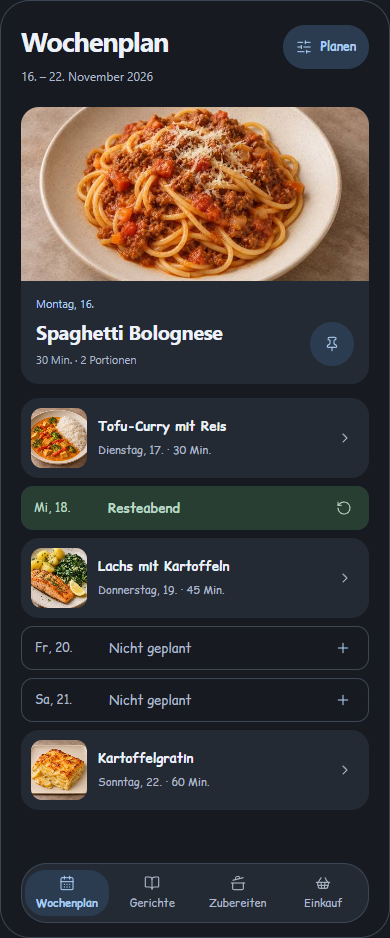 Wochenplan
Planen
16. – 22. November 2026
Montag, 16.
Spaghetti Bolognese
30 Min. · 2 Portionen
Tofu-Curry mit Reis
Dienstag, 17. · 30 Min.
Mi, 18. Resteabend
Lachs mit Kartoffeln
Donnerstag, 19. · 45 Min.
Fr, 20. Nicht geplant
Sa, 21. Nicht geplant
Kartoffelgratin
Sonntag, 22. · 60 Min.
Wochenplan Gerichte Zubereiten Einkauf